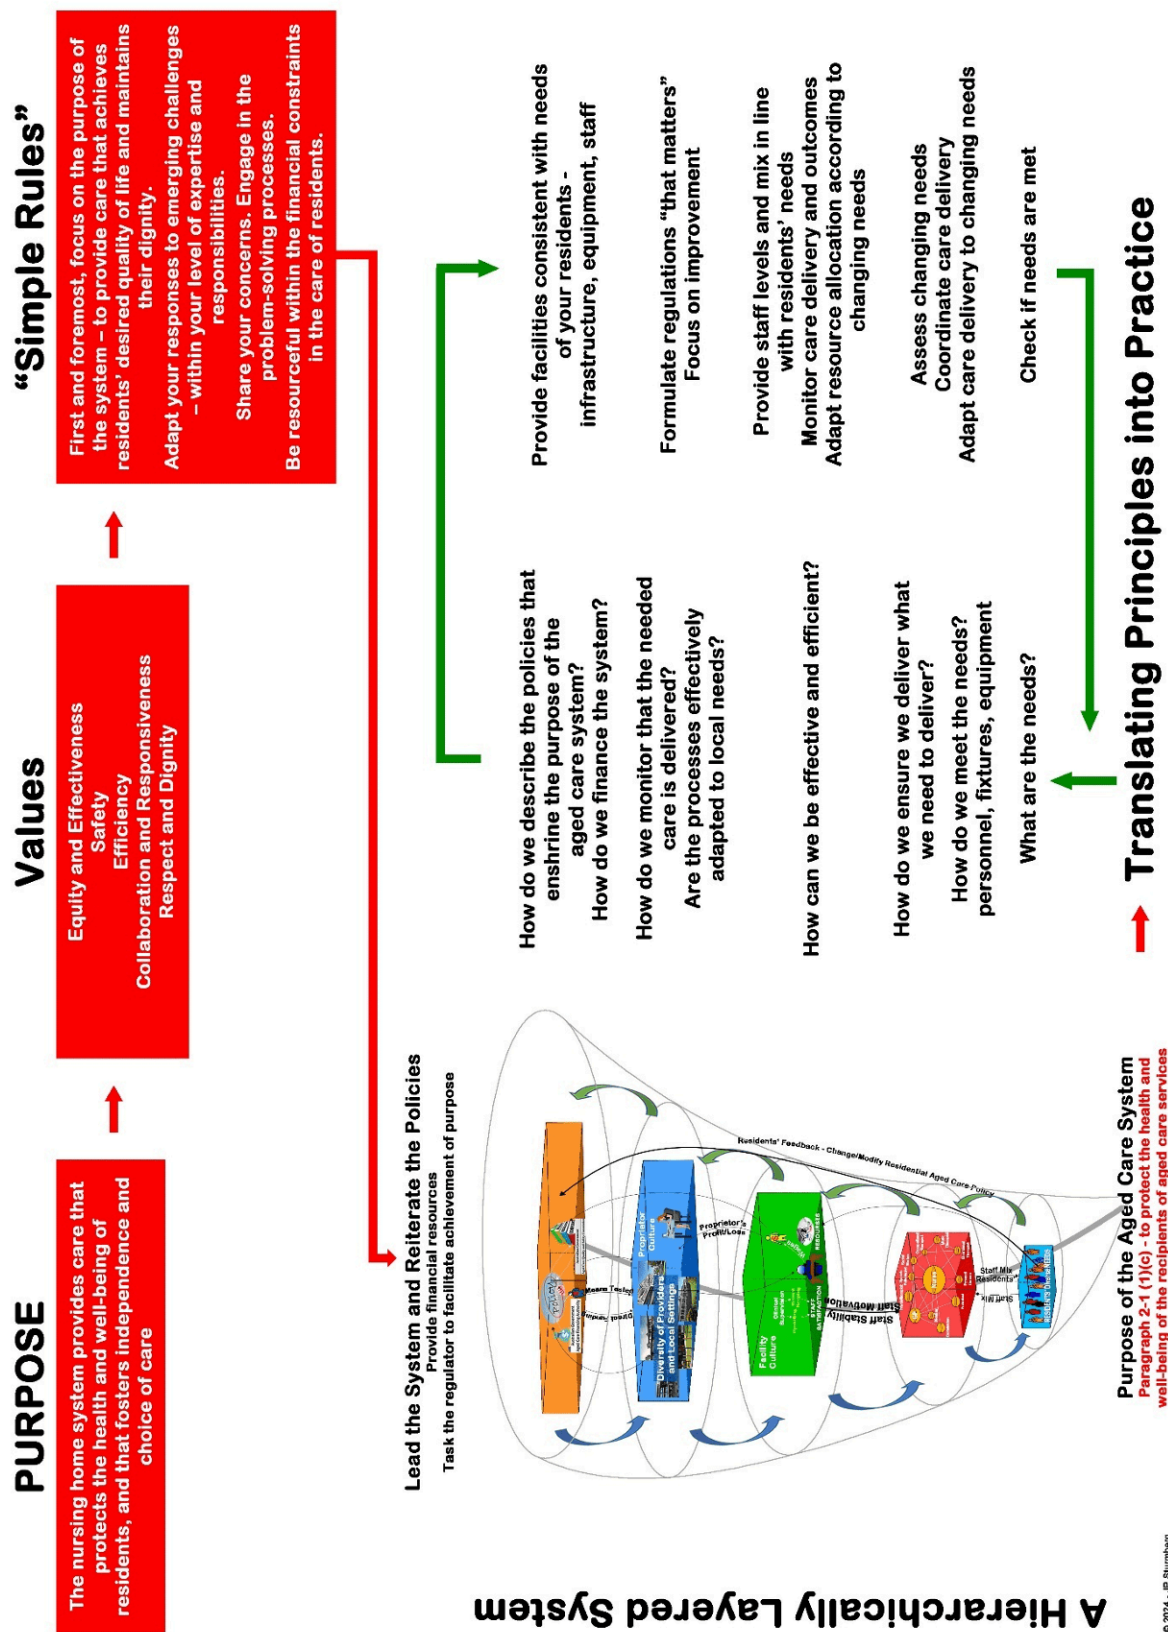 PURPOSE
The nursing home system provides care that
protects the health and well-being of
residents, and that fosters independence and
choice of care
Values
Equity and Effectiveness
Safety
Efficiency
Collaboration and Responsiveness
Respect and Dignity
“Simple Rules”
First and foremost, focus on the purpose of
the system – to provide care that achieves
residents’ desired quality of life and maintains
their dignity.
Adapt your responses to emerging challenges
– within your level of expertise and
responsibilities.
Share your concerns. Engage in the
problem-solving processes.
Be resourceful within the financial constraints
in the care of residents.
A Hierarchically Layered System
Lead the System and Reiterate the Policies
Provide financial resources
Task the regulator to facilitate achievement of purpose
Means Tested
Direct Funding
Diversity of Providers
and Local Settings
Proprietor
Culture
Proprietor's
Profit/Loss
Residents' Feedback - Change/Modify Residential Aged Care Policy
Facility
Culture
STAFF
SATISFACTION
RESOURCES
Staff Stability
Staff Motivation
Staff Mix
Residents'
Staff Mix
Purpose of the Aged Care System
Paragraph 2-1 (1)(c) - to protect the health and
well-being of the recipients of aged care services
How do we describe the policies that
enshrine the purpose of the
aged care system?
How do we finance the system?
How do we monitor that the needed
care is delivered?
Are the processes effectively
adapted to local needs?
How can we be effective and efficient?
How do we ensure we deliver what
we need to deliver?
How do we meet the needs?
personnel, fixtures, equipment
What are the needs?
Provide facilities consistent with needs
of your residents -
infrastructure, equipment, staff
Formulate regulations “that matters”
Focus on improvement
Provide staff levels and mix in line
with residents’ needs
Monitor care delivery and outcomes
Adapt resource allocation according to
changing needs
Assess changing needs
Coordinate care delivery
Adapt care delivery to changing needs
Check if needs are met
Translating Principles into Practice
© 2024 - JP Sturmberg